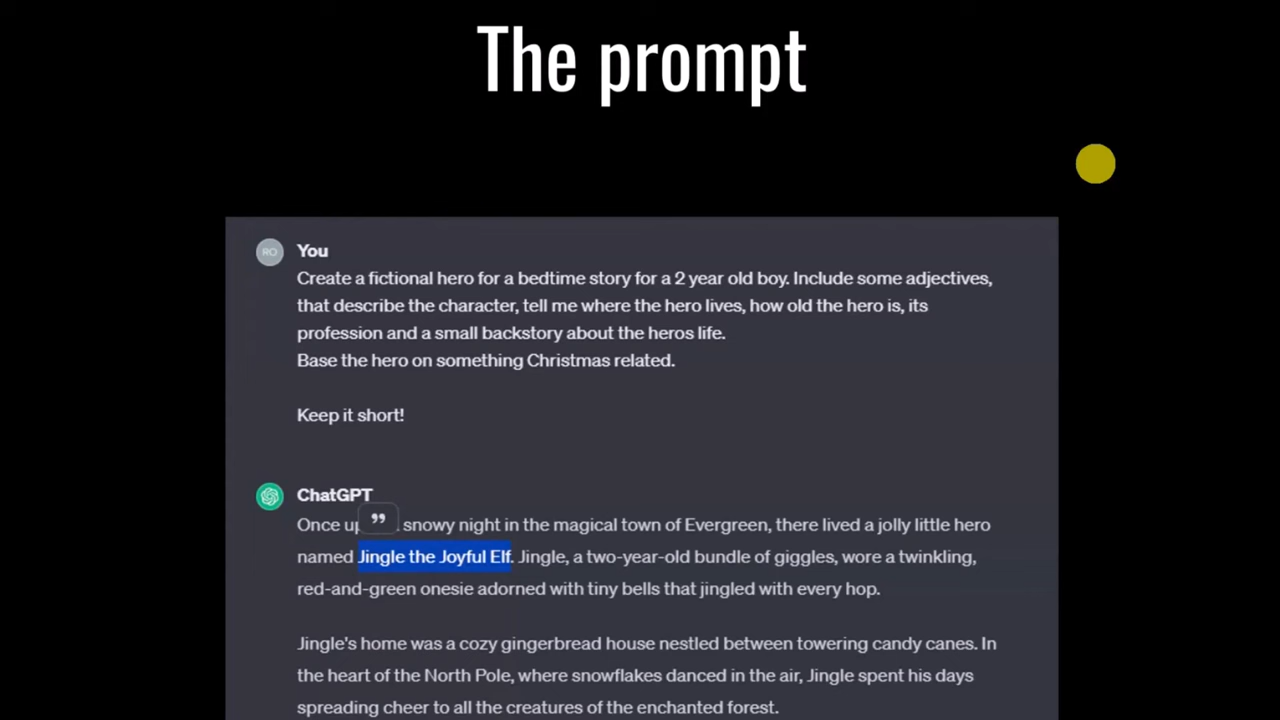 The prompt
RO
You
Create a fictional hero for a bedtime story for a 2 year old boy. Include some adjectives,
that describe the character, tell me where the hero lives, how old the hero is, its
profession and a small backstory about the heros life.
Base the hero on something Christmas related.
Keep it short!
ChatGPT
Once up snowy night in the magical town of Evergreen, there lived a jolly little hero
named Jingle the Joyful Elf. Jingle, a two-year-old bundle of giggles, wore a twinkling,
red-and-green onesie adorned with tiny bells that jingled with every hop.
Jingle's home was a cozy gingerbread house nestled between towering candy canes. In
the heart of the North Pole, where snowflakes danced in the air, Jingle spent his days
spreading cheer to all the creatures of the enchanted forest.